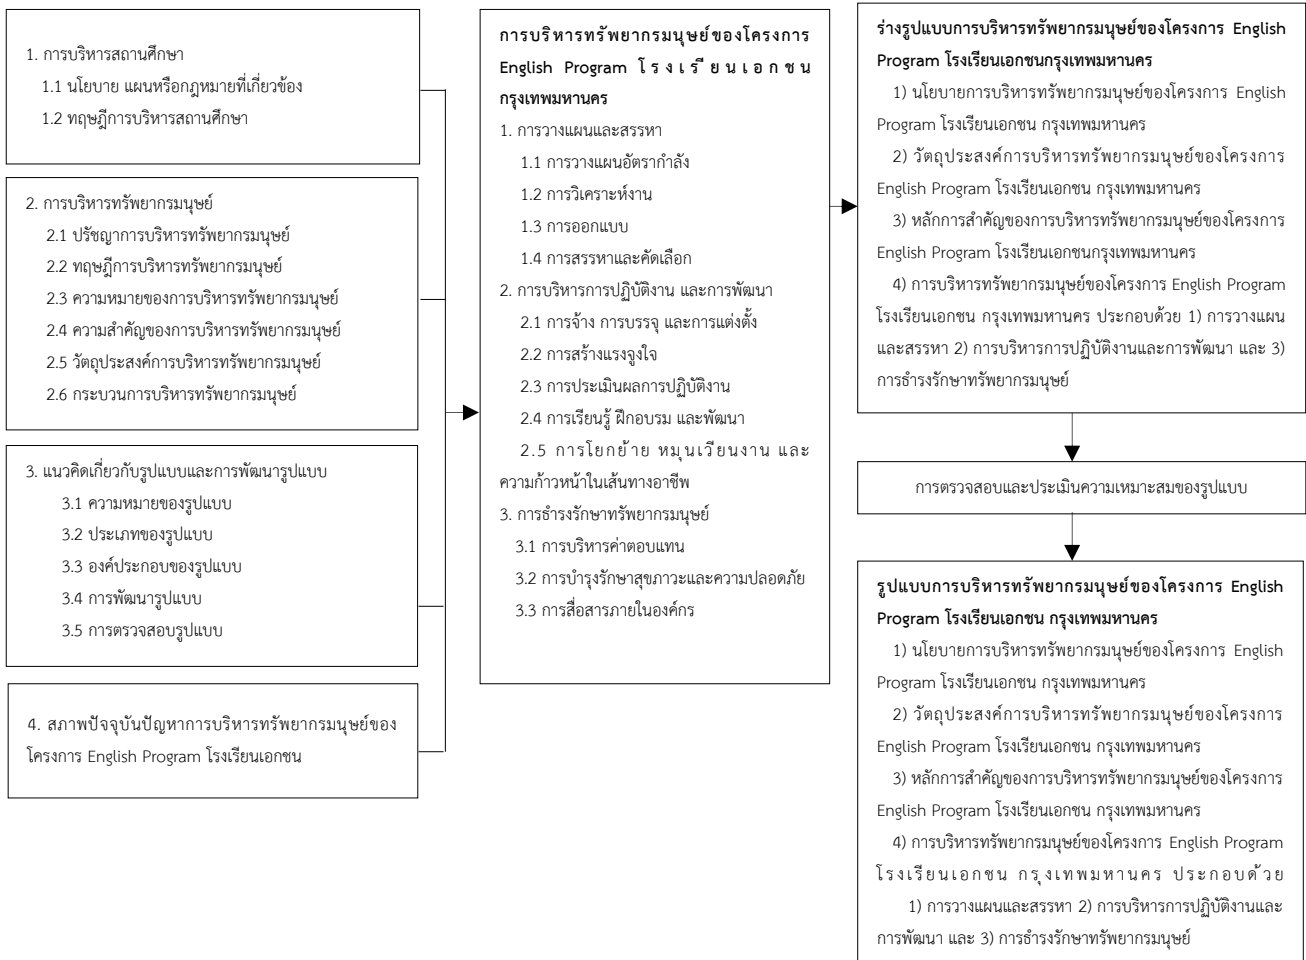 1. การบริหารสถานศึกษา
1.1 นโยบาย แผนหรือกฎหมายที่เกี่ยวข้อง
1.2 ทฤษฎีการบริหารสถานศึกษา
2. การบริหารทรัพยากรมนุษย์
2.1 ปรัชญาการบริหารทรัพยากรมนุษย์
2.2 ทฤษฎีการบริหารทรัพยากรมนุษย์
2.3 ความหมายของการบริหารทรัพยากรมนุษย์
2.4 ความสำคัญของการบริหารทรัพยากรมนุษย์
2.5 วัตถุประสงค์การบริหารทรัพยากรมนุษย์
2.6 กระบวนการบริหารทรัพยากรมนุษย์
3. แนวคิดเกี่ยวกับรูปแบบและการพัฒนารูปแบบ
3.1 ความหมายของรูปแบบ
3.2 ประเภทของรูปแบบ
3.3 องค์ประกอบของรูปแบบ
3.4 การพัฒนารูปแบบ
3.5 การตรวจสอบรูปแบบ
4. สภาพปัจจุบันปัญหาการบริหารทรัพยากรมนุษย์ของ
โครงการ English Program โรงเรียนเอกชน
การบริหารทรัพยากรมนุษย์ของโครงการ
English Program โรงเรียนเอกชน
กรุงเทพมหานคร
1. การวางแผนและสรรหา
1.1 การวางแผนอัตรากำลัง
1.2 การวิเคราะห์งาน
1.3 การออกแบบ
1.4 การสรรหาและคัดเลือก
2. การบริหารการปฏิบัติงาน และการพัฒนา
2.1 การจ้าง การบรรจุ และการแต่งตั้ง
2.2 การสร้างแรงจูงใจ
2.3 การประเมินผลการปฏิบัติงาน
2.4 การเรียนรู้ ฝึกอบรม และพัฒนา
2.5 การโยกย้าย หมุนเวียนงาน และ
ความก้าวหน้าในเส้นทางอาชีพ
3. การธำรงรักษาทรัพยากรมนุษย์
3.1 การบริหารค่าตอบแทน
3.2 การบำรุงรักษาสุขภาวะและความปลอดภัย
3.3 การสื่อสารภายในองค์กร
ร่างรูปแบบการบริหารทรัพยากรมนุษย์ของโครงการ English
Program โรงเรียนเอกชนกรุงเทพมหานคร
1) นโยบายการบริหารทรัพยากรมนุษย์ของโครงการ English
Program โรงเรียนเอกชน กรุงเทพมหานคร
2) วัตถุประสงค์การบริหารทรัพยากรมนุษย์ของโครงการ
English Program โรงเรียนเอกชน กรุงเทพมหานคร
3) หลักการสำคัญของการบริหารทรัพยากรมนุษย์ของโครงการ
English Program โรงเรียนเอกชนกรุงเทพมหานคร
4) การบริหารทรัพยากรมนุษย์ของโครงการ English Program
โรงเรียนเอกชน กรุงเทพมหานคร ประกอบด้วย 1) การวางแผน
และสรรหา 2) การบริหารการปฏิบัติงานและการพัฒนา และ 3)
การธำรงรักษาทรัพยากรมนุษย์
การตรวจสอบและประเมินความเหมาะสมของรูปแบบ
รูปแบบการบริหารทรัพยากรมนุษย์ของโครงการ English
Program โรงเรียนเอกชน กรุงเทพมหานคร
1) นโยบายการบริหารทรัพยากรมนุษย์ของโครงการ English
Program โรงเรียนเอกชน กรุงเทพมหานคร
2) วัตถุประสงค์การบริหารทรัพยากรมนุษย์ของโครงการ
English Program โรงเรียนเอกชน กรุงเทพมหานคร
3) หลักการสำคัญของการบริหารทรัพยากรมนุษย์ของโครงการ
English Program โรงเรียนเอกชน กรุงเทพมหานคร
4) การบริหารทรัพยากรมนุษย์ของโครงการ English Program
โรงเรียนเอกชน กรุงเทพมหานคร ประกอบด้วย
1) การวางแผนและสรรหา 2) การบริหารการปฏิบัติงานและ
การพัฒนา และ 3) การธำรงรักษาทรัพยากรมนุษย์